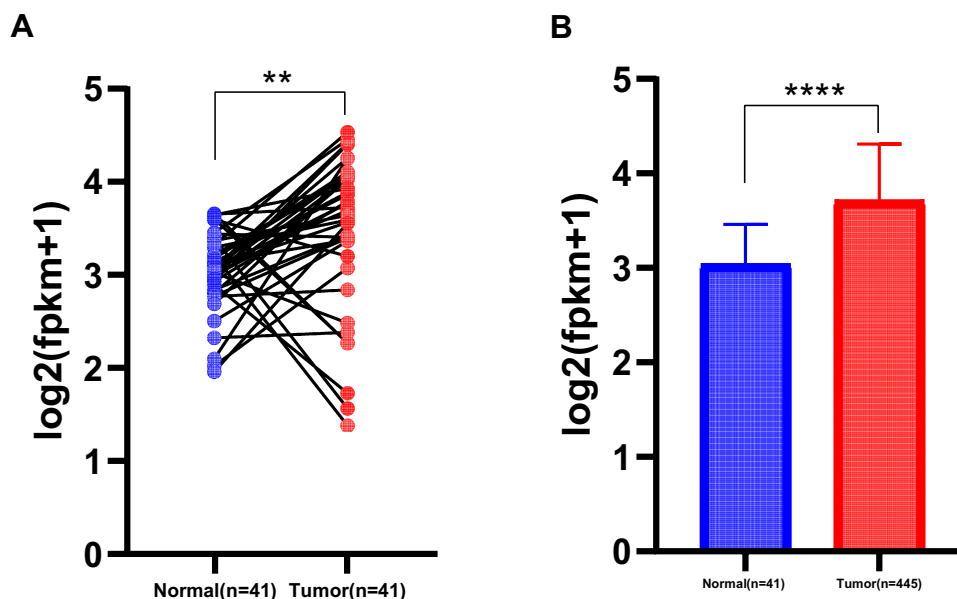 A
**
log2(fpkm+1)
5
4
3
2
1
0
Normal(n=41) Tumor(n=41)
B
****
log2(fpkm+1)
5
4
3
2
1
0
Normal(n=41) Tumor(n=445)